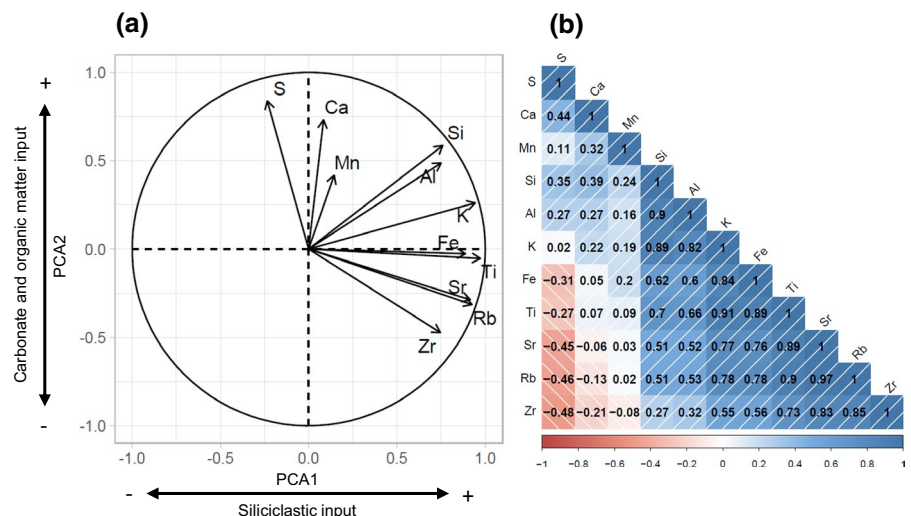 (a)
(b)
Carbonate and organic matter input
+
-
PCA2
1.0
0.5
0.0
-0.5
-1.0
S
Ca
Mn
Si
Al
K
Fe
Ti
Sr
Rb
Zr
-1.0 -0.5 0.0 0.5 1.0
PCA1
- +
Siliciclastic input
S
S 1 Ca
Ca 0.44 1 Mn
Mn 0.11 0.32 1 Si
Si 0.35 0.39 0.24 1 Al
Al 0.27 0.27 0.16 0.9 1 K
K 0.02 0.22 0.19 0.89 0.82 1 Fe
Fe −0.31 0.05 0.2 0.62 0.6 0.84 1 Ti
Ti −0.27 0.07 0.09 0.7 0.66 0.91 0.89 1 Sr
Sr −0.45 −0.06 0.03 0.51 0.52 0.77 0.76 0.89 1 Rb
Rb −0.46 −0.13 0.02 0.51 0.53 0.78 0.78 0.9 0.97 1 Zr
Zr −0.48 −0.21 −0.08 0.27 0.32 0.55 0.56 0.73 0.83 0.85 1
−1 −0.8 −0.6 −0.4 −0.2 0 0.2 0.4 0.6 0.8 1